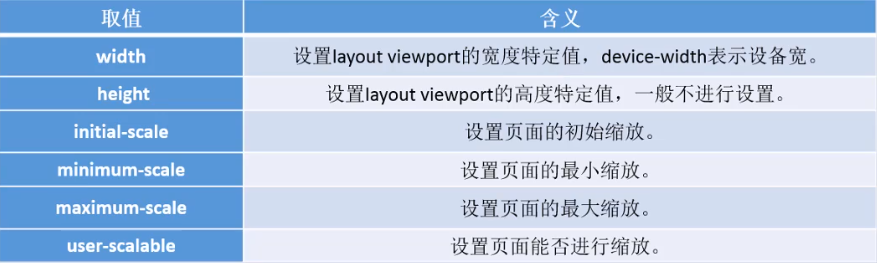 取值 含义
width 设置layout viewport的宽度特定值，device-width表示设备宽。
height 设置layout viewport的高度特定值，一般不进行设置。
initial-scale 设置页面的初始缩放。
minimum-scale 设置页面的最小缩放。
maximum-scale 设置页面的最大缩放。
user-scalable 设置页面能否进行缩放。